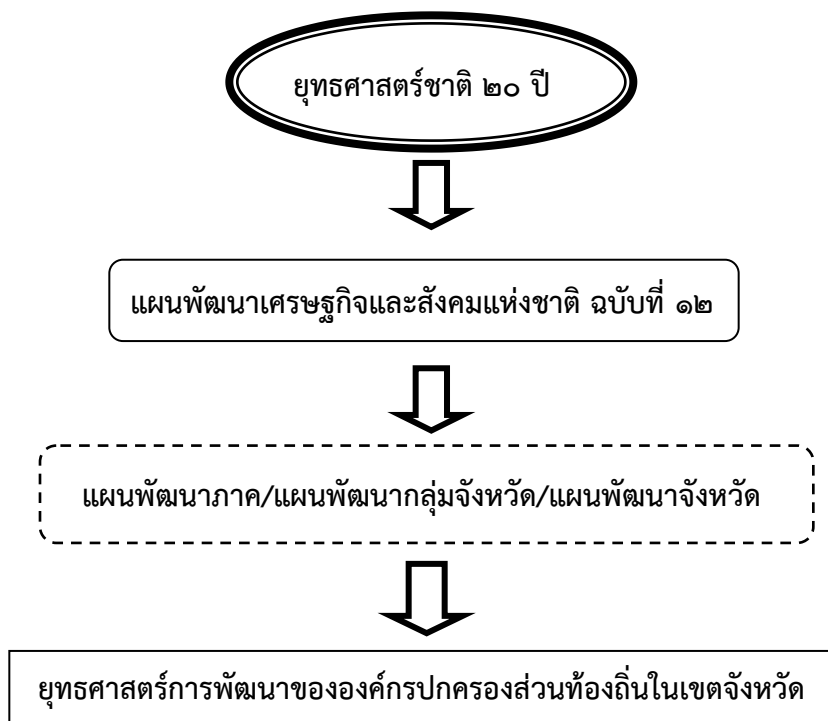 ยุทธศาสตร์ชาติ ๒๐ ปี
แผนพัฒนาเศรษฐกิจและสังคมแห่งชาติ ฉบับที่ ๑๒
แผนพัฒนาภาค/แผนพัฒนากลุ่มจังหวัด/แผนพัฒนาจังหวัด
ยุทธศาสตร์การพัฒนาขององค์กรปกครองส่วนท้องถิ่นในเขตจังหวัด